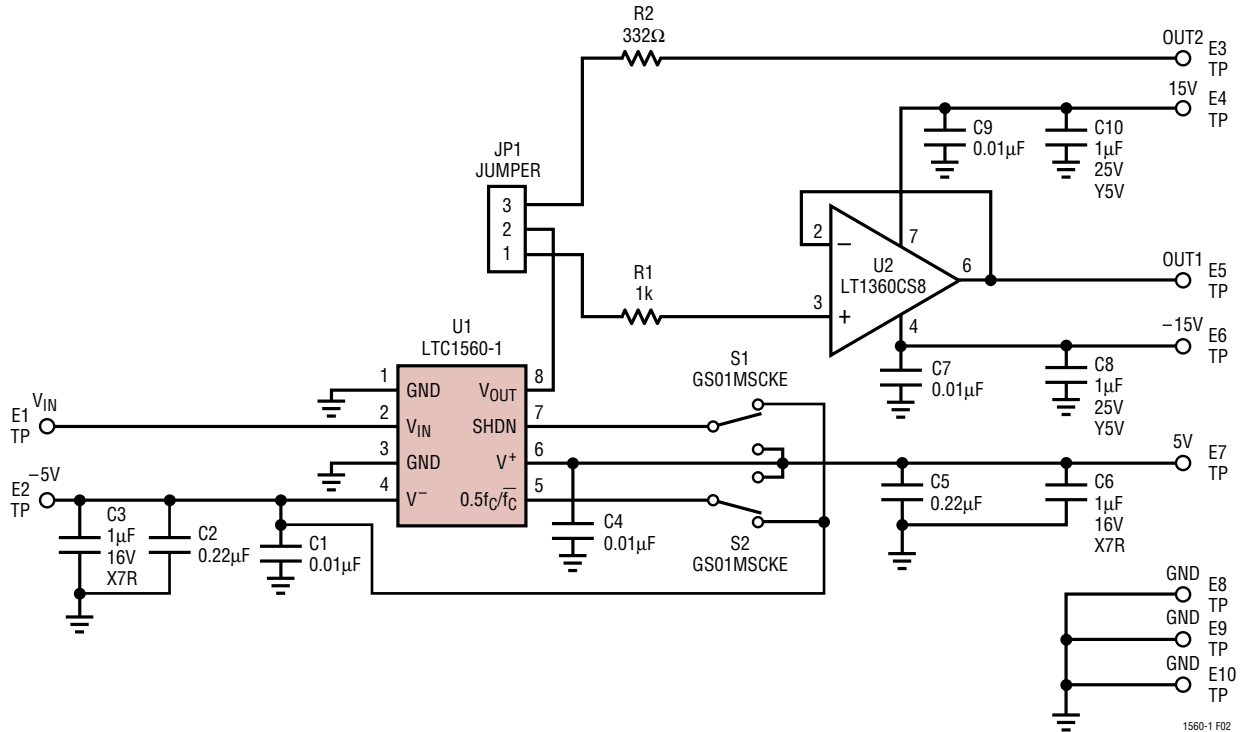 R2
332Ω
OUT2
E3
TP
15V
E4
TP
C9
0.01µF
C10
1µF
25V
Y5V
JP1
JUMPER
3
2
1
2
−
7
U2
LT1360CS8
6
OUT1
E5
TP
R1
1k
3
+
4
−15V
E6
TP
C7
0.01µF
C8
1µF
25V
Y5V
U1
LTC1560-1
S1
GS01MSCKE
1
GND
VOUT
8
E1
TP
VIN
2
VIN
SHDN
7
3
GND
V+
6
5V
E7
TP
E2
TP
−5V
4
V−
0.5fC/f̅C̅
5
C3
1µF
16V
X7R
C2
0.22µF
C1
0.01µF
C4
0.01µF
S2
GS01MSCKE
C5
0.22µF
C6
1µF
16V
X7R
GND
E8
TP
GND
E9
TP
GND
E10
TP
1560-1 F02